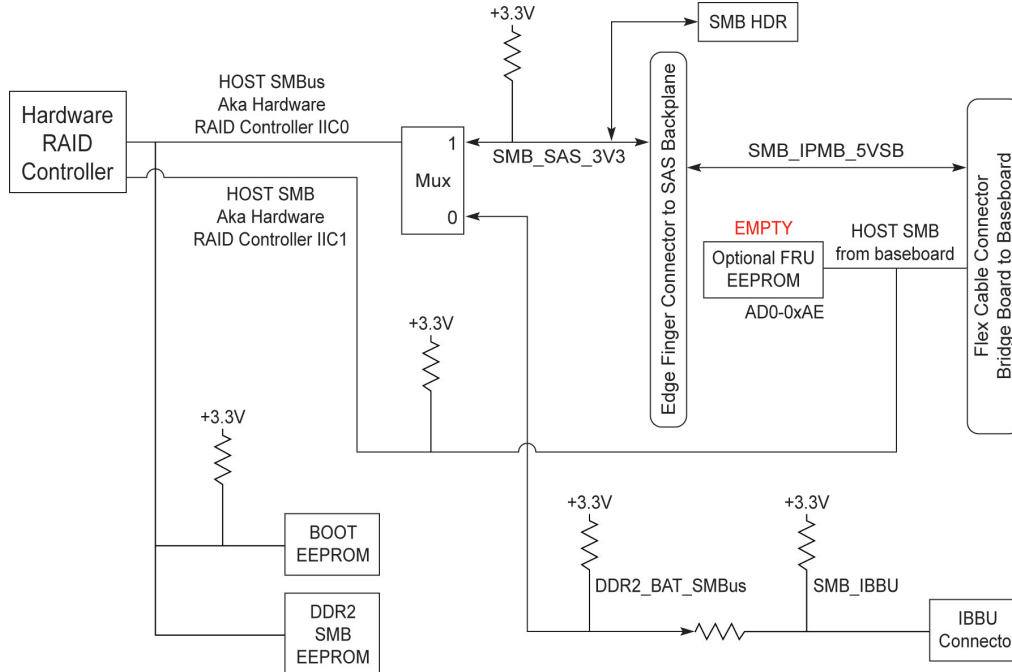 +3.3V
SMB HDR
HOST SMBus
Aka Hardware
RAID Controller IIC0
Hardware
RAID
Controller
1
Mux
0
SMB_SAS_3V3
Edge Finger Connector to SAS Backplane
SMB_IPMB_5VSB
Flex Cable Connector
Bridge Board to Baseboard
HOST SMB
Aka Hardware
RAID Controller IIC1
EMPTY
Optional FRU
EEPROM
AD0-0xAE
HOST SMB
from baseboard
+3.3V
+3.3V
BOOT
EEPROM
DDR2
SMB
EEPROM
+3.3V
DDR2_BAT_SMBus
+3.3V
SMB_IBBU
IBBU
Connecto